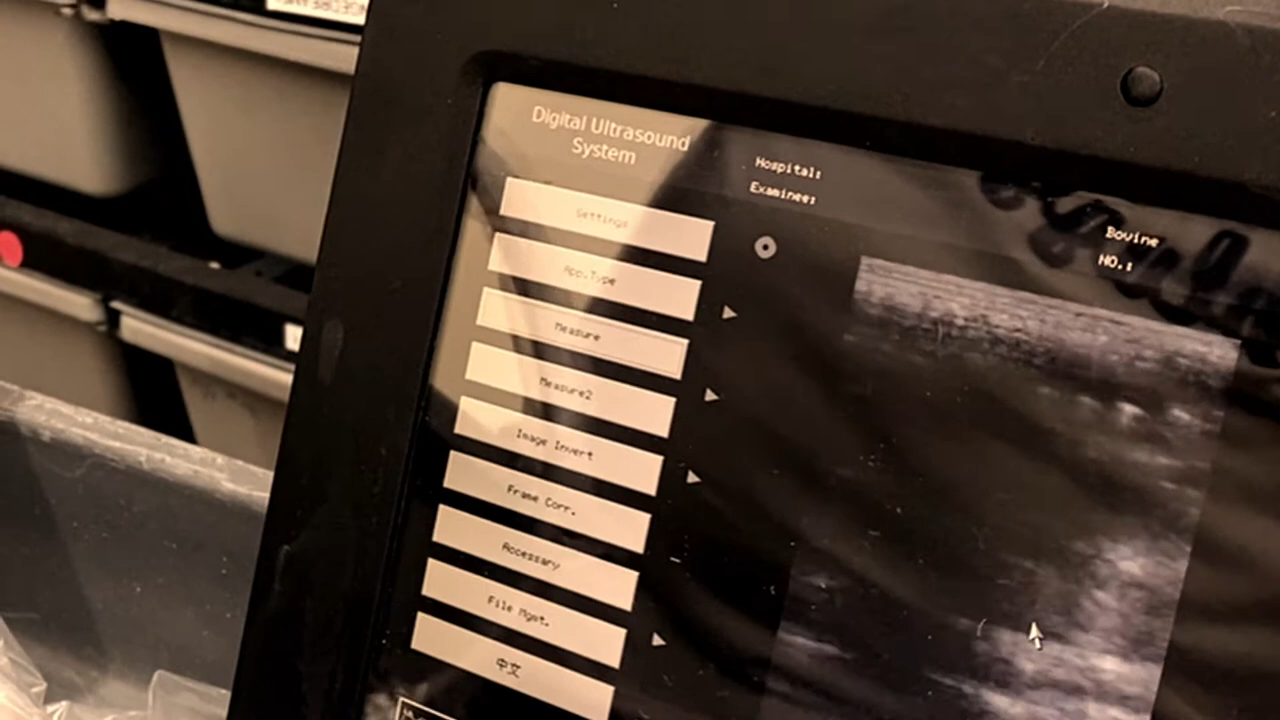 Digital Ultrasound
System
Hospital:
Examinee:
Bovine
NO.:
Settings
App.Type
Measure
Measure2
Image Invert
Frame Corr.
Accessary
File Mgmt.
中文